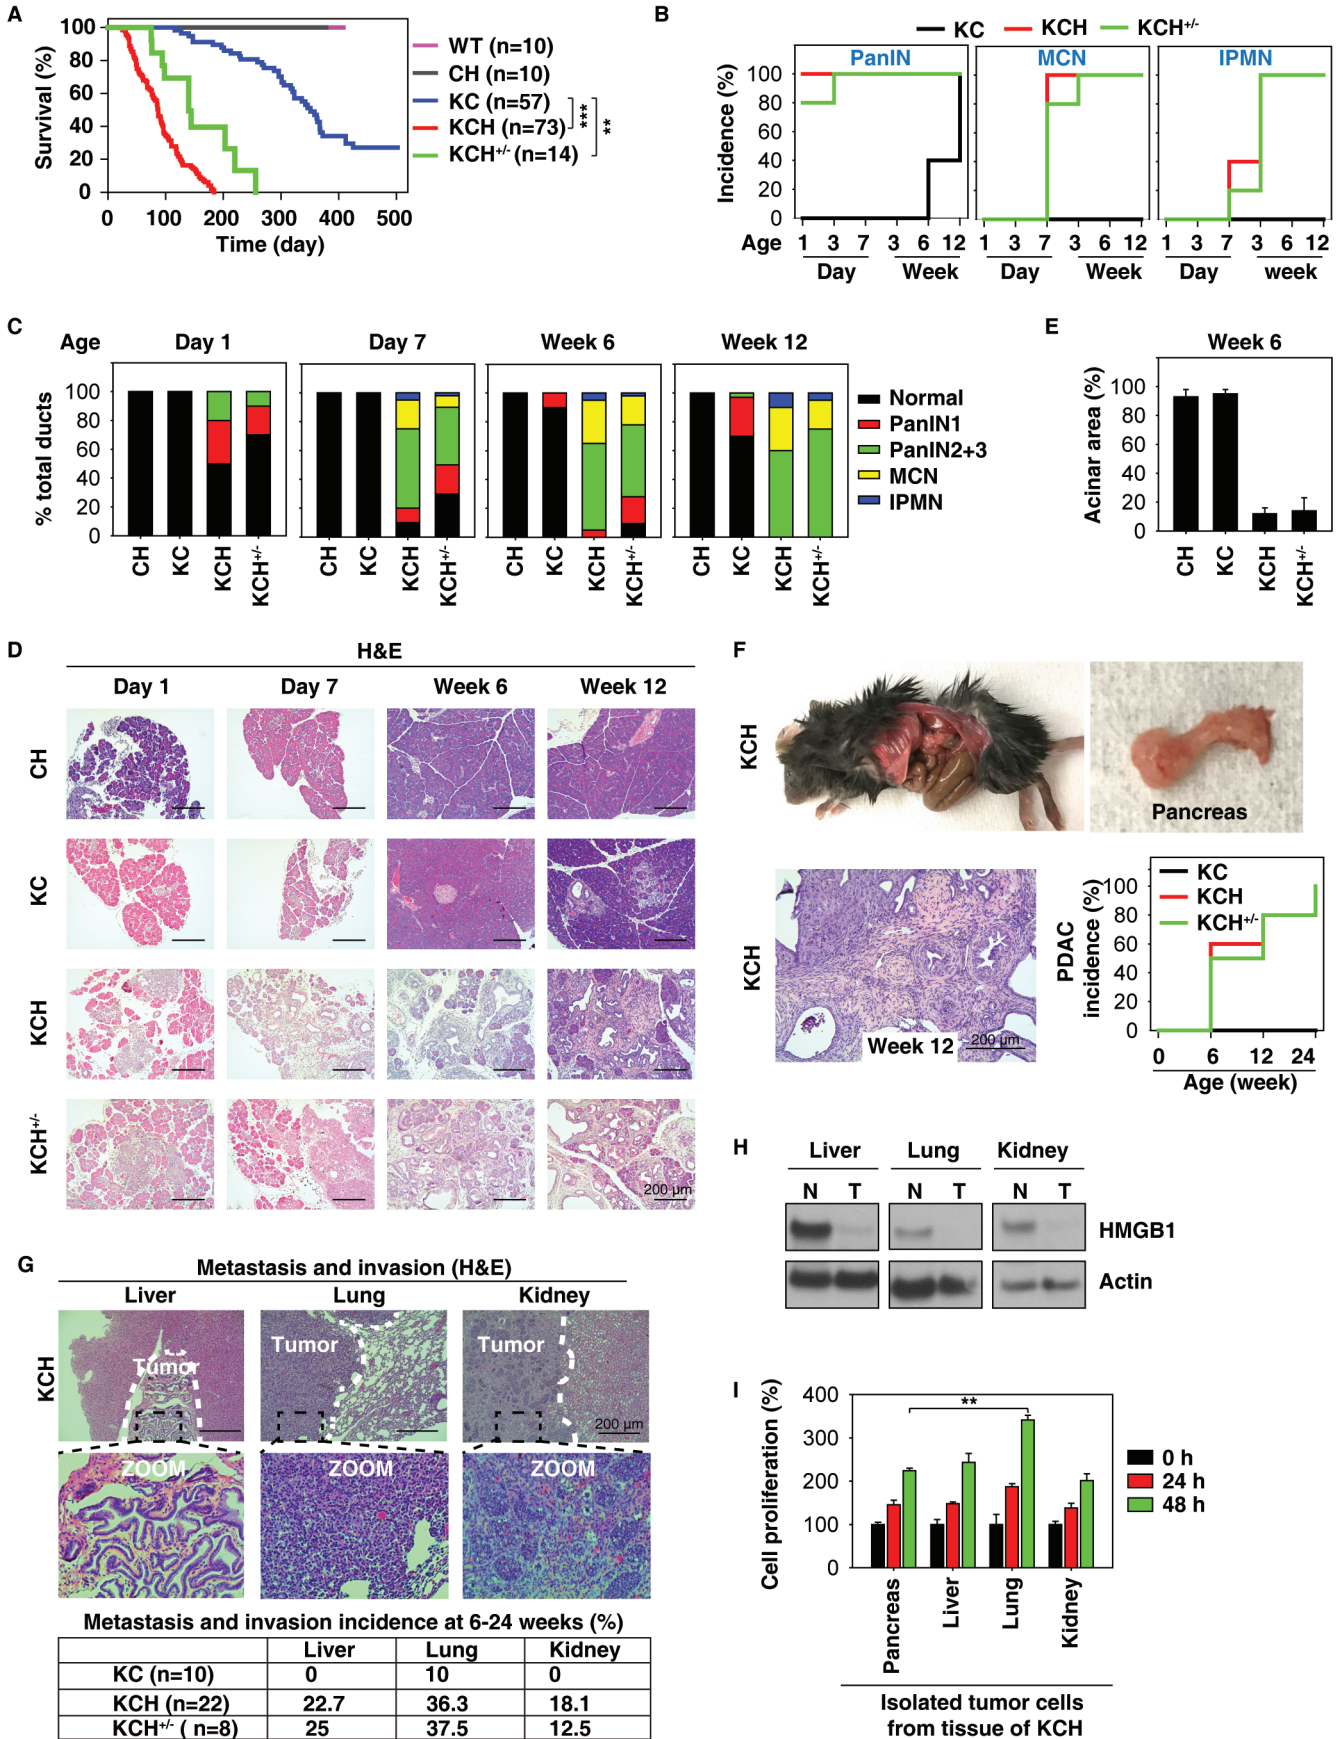 A
Survival (%)
100
80
60
40
20
0
0 100 200 300 400 500
Time (day)
WT (n=10)
CH (n=10)
KC (n=57)
KCH (n=73)
KCH+/- (n=14)
***
**
B
KC KCH KCH+/-
Incidence (%)
100
80
60
40
20
0
PanIN MCN IPMN
Age 1 3 7 3 6 12 1 3 7 3 6 12 1 3 7 3 6 12
Day Week Day Week Day week
C
Age Day 1 Day 7 Week 6 Week 12
% total ducts
100
80
60
40
20
0
CH KC KCH KCH+/- CH KC KCH KCH+/- CH KC KCH KCH+/- CH KC KCH KCH+/-
Normal
PanIN1
PanIN2+3
MCN
IPMN
E
Week 6
Acinar area (%)
100
80
60
40
20
0
CH KC KCH KCH+/-
D
H&E
Day 1 Day 7 Week 6 Week 12
CH
KC
KCH
KCH+/-
200 μm
F
KCH
Pancreas
KCH
Week 12
200 μm
PDAC
incidence (%)
100
80
60
40
20
0
KC
KCH
KCH+/-
0 6 12 24
Age (week)
G
Metastasis and invasion (H&E)
Liver Lung Kidney
KCH
Tumor Tumor Tumor
200 μm
ZOOM ZOOM ZOOM
Metastasis and invasion incidence at 6-24 weeks (%)
Liver Lung Kidney
KC (n=10) 0 10 0
KCH (n=22) 22.7 36.3 18.1
KCH+/- ( n=8) 25 37.5 12.5
H
Liver Lung Kidney
N T N T N T
HMGB1
Actin
I
Cell proliferation (%)
400
300
200
100
0
**
0 h
24 h
48 h
Pancreas Liver Lung Kidney
Isolated tumor cells
from tissue of KCH